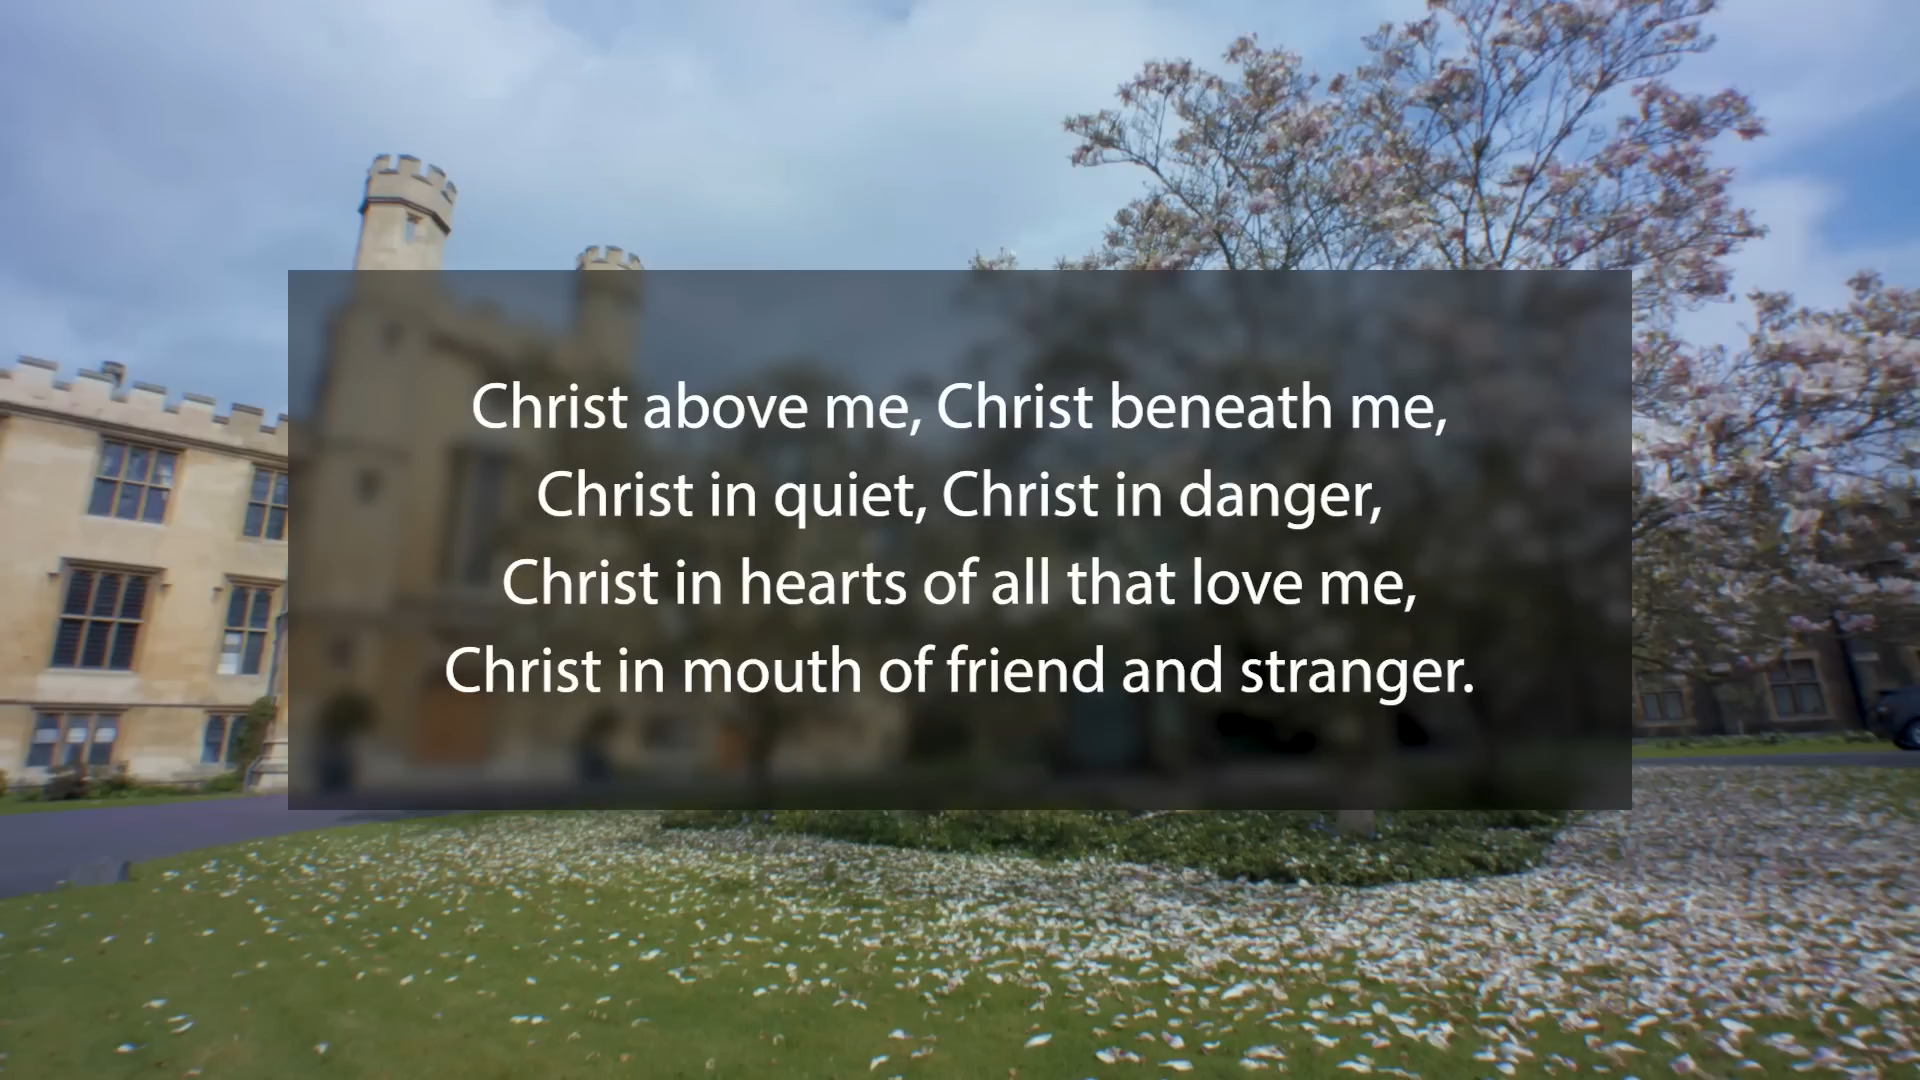 Christ above me, Christ beneath me,
Christ in quiet, Christ in danger,
Christ in hearts of all that love me,
Christ in mouth of friend and stranger.